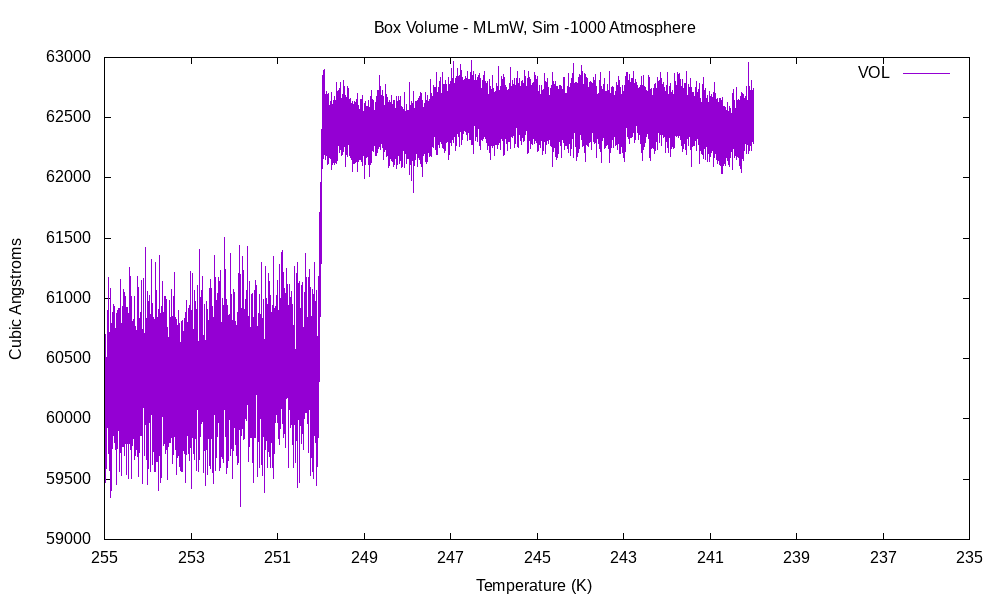 Box Volume - MLmW, Sim -1000 Atmosphere
VOL
63000
62500
62000
61500
61000
60500
60000
59500
59000
Cubic Angstroms
255 253 251 249 247 245 243 241 239 237 235
Temperature (K)